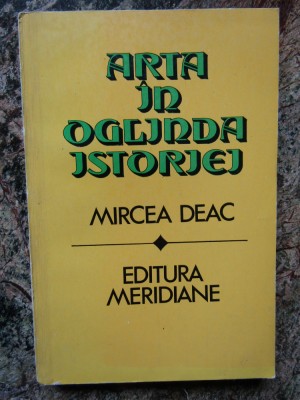 ARTA
ÎN
OGLINDA
ISTORIEI
MIRCEA DEAC
EDITURA
MERIDIANE